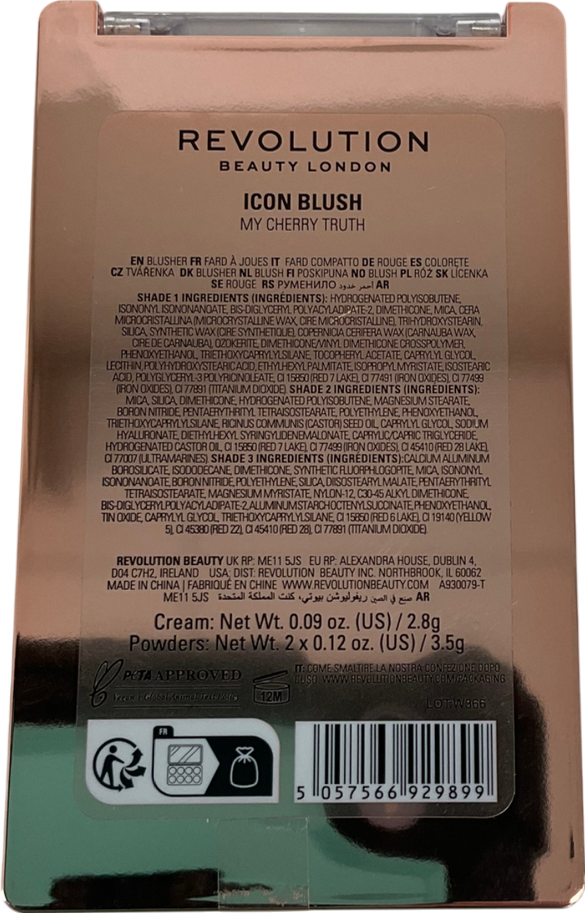 REVOLUTION
BEAUTY LONDON
ICON BLUSH
MY CHERRY TRUTH
EN BLUSHER FR FARD À JOUES IT FARD COMPATTO DE ROUGE ES COLORETE
CZ TVÁŘENKA DK BLUSHER NL BLUSH FI POSKIPUNA NO BLUSH PL RÓŻ SK LÍCENKA
SE ROUGE RS РУМЕНИЛО أحمر خدود AR
SHADE 1 INGREDIENTS (INGRÉDIENTS): HYDROGENATED POLYISOBUTENE,
ISONONYL ISONONANOATE, BIS-DIGLYCERYL POLYACYLADIPATE-2, DIMETHICONE, MICA, CERA
MICROCRISTALLINA (MICROCRYSTALLINE WAX, CIRE MICROCRISTALLINE), TRIHYDROXYSTEARIN,
SILICA, SYNTHETIC WAX (CIRE SYNTHETIQUE), COPERNICIA CERIFERA WAX (CARNAUBA WAX,
CIRE DE CARNAUBA), OZOKERITE, DIMETHICONE/VINYL DIMETHICONE CROSSPOLYMER,
PHENOXYETHANOL, TRIETHOXYCAPRYLYLSILANE, TOCOPHERYL ACETATE, CAPRYLYL GLYCOL,
LECITHIN, POLYHYDROXYSTEARIC ACID, ETHYLHEXYL PALMITATE, ISOPROPYL MYRISTATE, ISOSTEARIC
ACID, POLYGLYCERYL-3 POLYRICINOLEATE, CI 15850 (RED 7 LAKE), CI 77491 (IRON OXIDES), CI 77499
(IRON OXIDES), CI 77891 (TITANIUM DIOXIDE). SHADE 2 INGREDIENTS (INGRÉDIENTS):
MICA, SILICA, DIMETHICONE, HYDROGENATED POLYISOBUTENE, MAGNESIUM STEARATE,
BORON NITRIDE, PENTAERYTHRITYL TETRAISOSTEARATE, POLYETHYLENE, PHENOXYETHANOL,
TRIETHOXYCAPRYLYLSILANE, RICINUS COMMUNIS (CASTOR) SEED OIL, CAPRYLYL GLYCOL, SODIUM
HYALURONATE, DIETHYLHEXYL SYRINGYLIDENEMALONATE, CAPRYLIC/CAPRIC TRIGLYCERIDE,
HYDROGENATED CASTOR OIL, CI 15850 (RED 7 LAKE), CI 77499 (IRON OXIDES), CI 45410 (RED 28 LAKE),
CI 77007 (ULTRAMARINES). SHADE 3 INGREDIENTS (INGRÉDIENTS): CALCIUM ALUMINUM
BOROSILICATE, ISODODECANE, DIMETHICONE, SYNTHETIC FLUORPHLOGOPITE, MICA, ISONONYL
ISONONANOATE, BORON NITRIDE, POLYETHYLENE, SILICA, DIISOSTEARYL MALATE, PENTAERYTHRITYL
TETRAISOSTEARATE, MAGNESIUM MYRISTATE, NYLON-12, C30-45 ALKYL DIMETHICONE,
BIS-DIGLYCERYL POLYACYLADIPATE-2, ALUMINUM STARCH OCTENYLSUCCINATE, PHENOXYETHANOL,
TIN OXIDE, CAPRYLYL GLYCOL, TRIETHOXYCAPRYLYLSILANE, CI 15850 (RED 6 LAKE), CI 19140 (YELLOW
5), CI 45380 (RED 22), CI 45410 (RED 28), CI 77891 (TITANIUM DIOXIDE).
REVOLUTION BEAUTY UK RP: ME11 5JS EU RP: ALEXANDRA HOUSE, DUBLIN 4,
D04 C7H2, IRELAND USA, DIST: REVOLUTION BEAUTY INC. NORTHBROOK, IL 60062
MADE IN CHINA | FABRIQUÉ EN CHINE WWW.REVOLUTIONBEAUTY.COM A930079-T
ME11 5JS صنع في الصين ريفوليوشن بيوتي، كنت المملكة المتحدة AR
Cream: Net Wt. 0.09 oz. (US) / 2.8g
Powders: Net Wt. 2 x 0.12 oz. (US) / 3.5g
PETA APPROVED
12M
IT: COME SMALTIRE LA NOSTRA CONFEZIONE DOPO
L'USO. WWW.REVOLUTIONBEAUTY.COM/PACKAGING
LOT:W366
FR
5 057566 929899